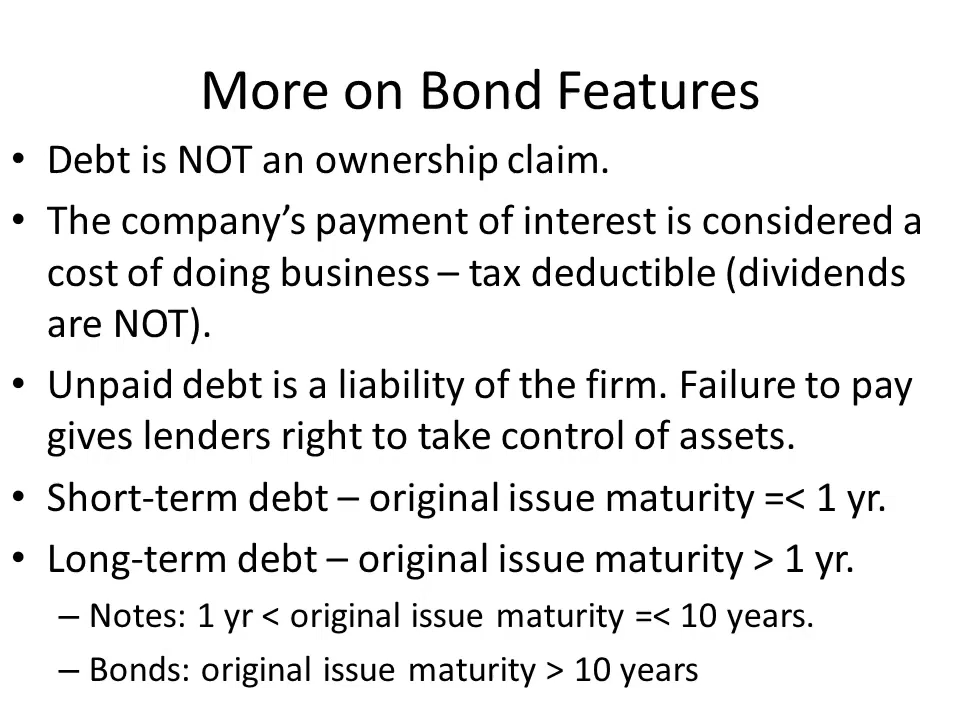 More on Bond Features
• Debt is NOT an ownership claim.
• The company’s payment of interest is considered a
cost of doing business – tax deductible (dividends
are NOT).
• Unpaid debt is a liability of the firm. Failure to pay
gives lenders right to take control of assets.
• Short-term debt – original issue maturity =< 1 yr.
• Long-term debt – original issue maturity > 1 yr.
– Notes: 1 yr < original issue maturity =< 10 years.
– Bonds: original issue maturity > 10 years